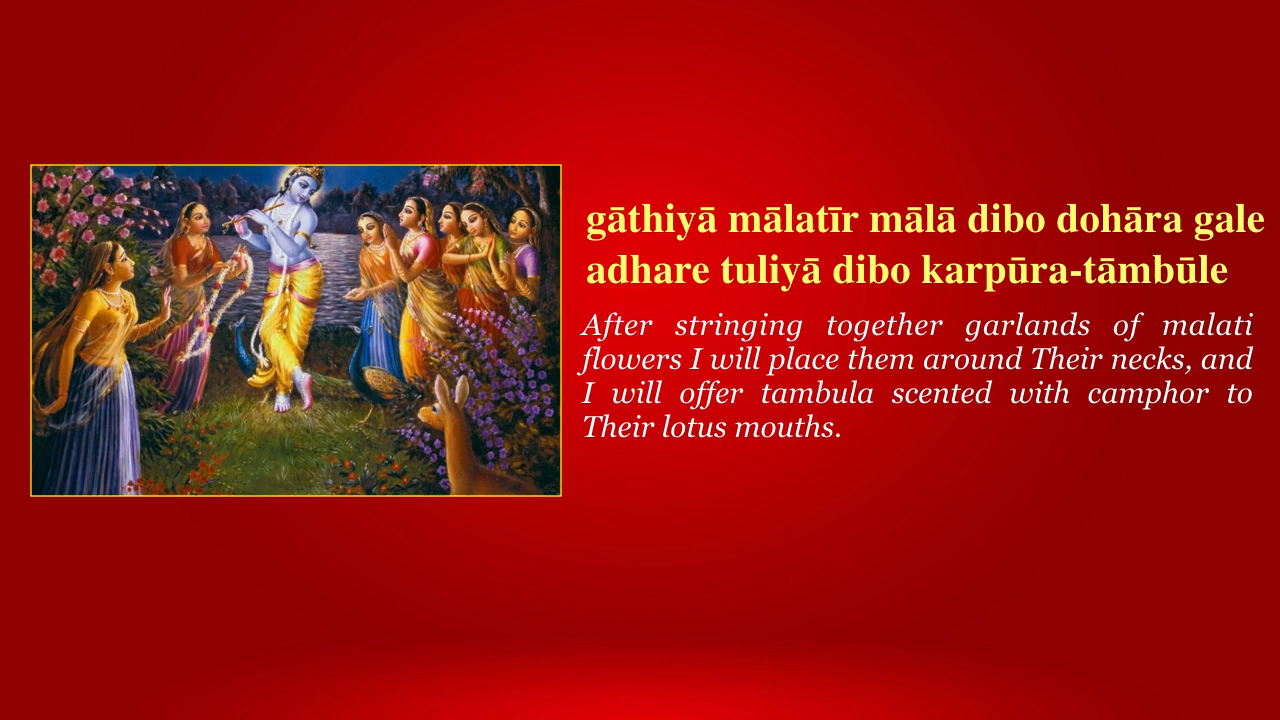 gāthiyā mālatīr mālā dibo dohāra gale
adhare tuliyā dibo karpūra-tāmbūle
After stringing together garlands of malati
flowers I will place them around Their necks, and
I will offer tambula scented with camphor to
Their lotus mouths.